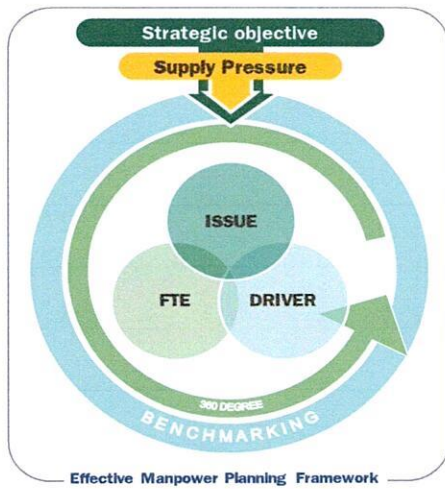 Strategic objective
Supply Pressure
ISSUE
FTE
DRIVER
360 DEGREE
BENCHMARKING
Effective Manpower Planning Framework